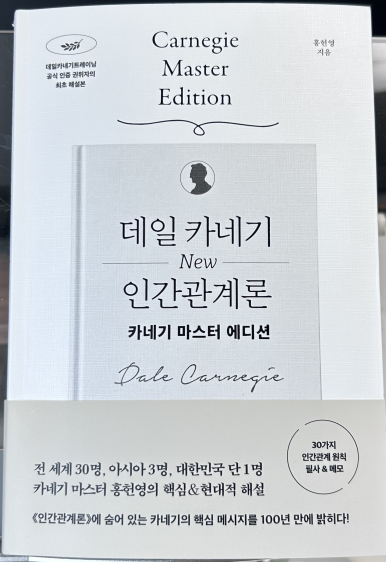 데일카네기트레이닝
공식 인증 권위자의
최초 해설본
Carnegie
Master
Edition
홍헌영
지음
데일 카네기
New
인간관계론
카네기 마스터 에디션
Dale Carnegie
30가지
인간관계 원칙
필사 & 메모
전 세계 30명, 아시아 3명, 대한민국 단 1명
카네기 마스터 홍헌영의 핵심&현대적 해설
《인간관계론》에 숨어 있는 카네기의 핵심 메시지를 100년 만에 밝히다!